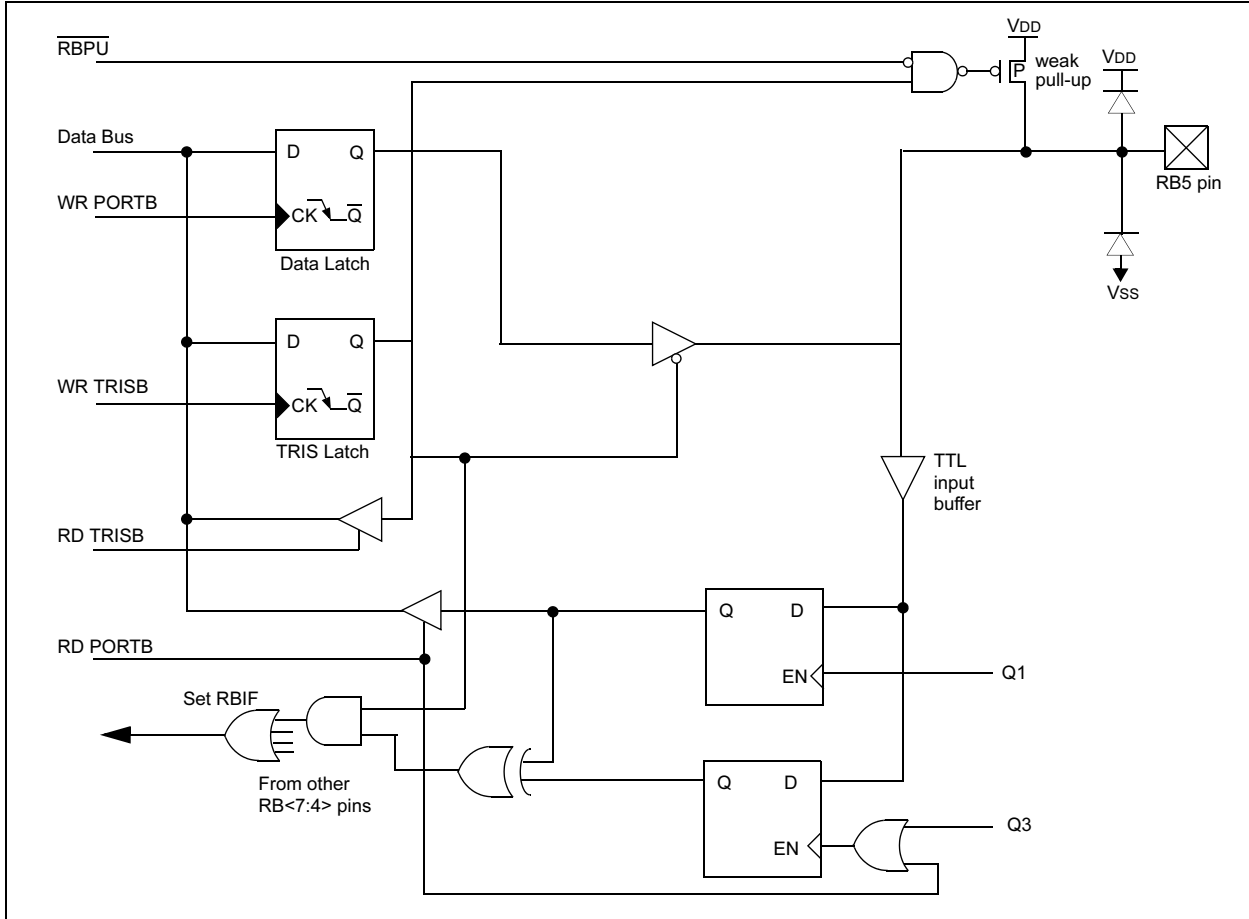 RBPU
VDD
P
weak
pull-up
VDD
Data Bus
D
Q
RB5 pin
WR PORTB
CK
Q
Data Latch
VSS
D
Q
WR TRISB
CK
Q
TRIS Latch
TTL
input
buffer
RD TRISB
Q
D
RD PORTB
EN
Q1
Set RBIF
From other
RB<7:4> pins
Q
D
Q3
EN